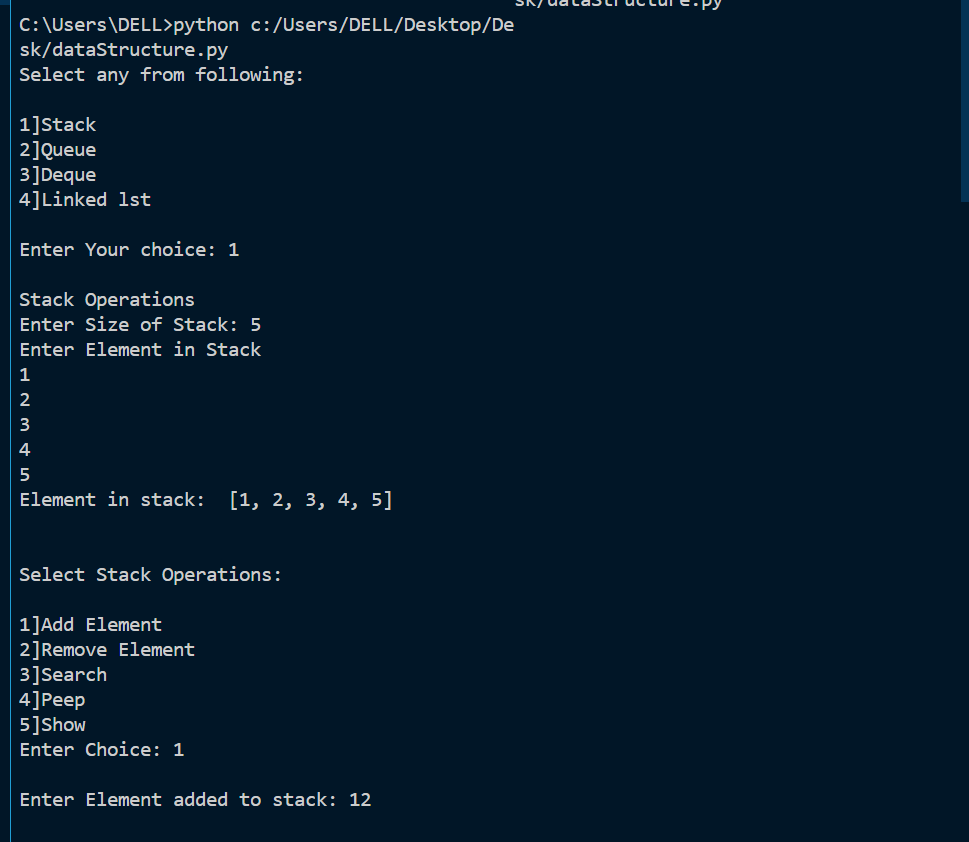 sk/dataStructure.py
C:\Users\DELL>python c:/Users/DELL/Desktop/De
sk/dataStructure.py
Select any from following:
1]Stack
2]Queue
3]Deque
4]Linked lst
Enter Your choice: 1
Stack Operations
Enter Size of Stack: 5
Enter Element in Stack
1
2
3
4
5
Element in stack:  [1, 2, 3, 4, 5]
Select Stack Operations:
1]Add Element
2]Remove Element
3]Search
4]Peep
5]Show
Enter Choice: 1
Enter Element added to stack: 12